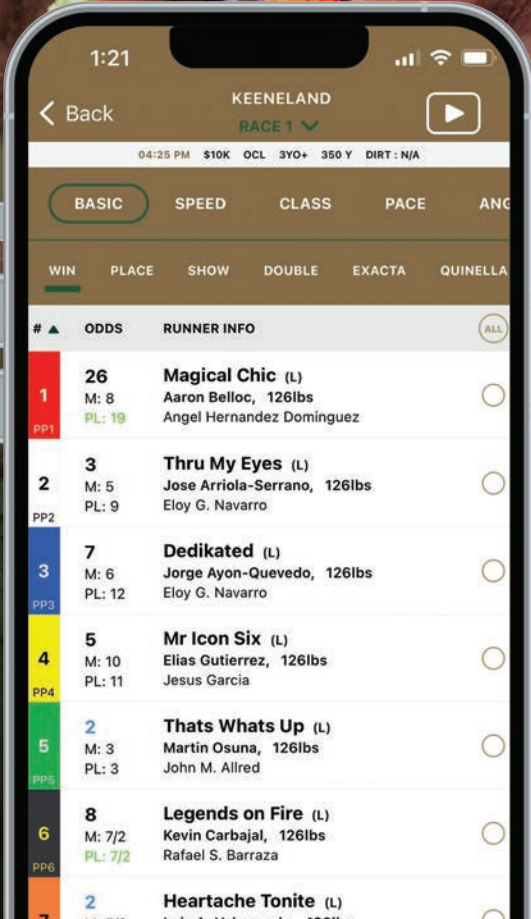 1:21
Back
KEENELAND
RACE 1
04:25 PM $10K OCL 3YO+ 350 Y DIRT : N/A
BASIC SPEED CLASS PACE ANG
WIN PLACE SHOW DOUBLE EXACTA QUINELLA
# ODDS RUNNER INFO ALL
1
PP1
26
M: 8
PL: 19
Magical Chic (L)
Aaron Belloc, 126lbs
Angel Hernandez Dominguez
2
PP2
3
M: 5
PL: 9
Thru My Eyes (L)
Jose Arriola-Serrano, 126lbs
Eloy G. Navarro
3
PP3
7
M: 6
PL: 12
Dedikated (L)
Jorge Ayon-Quevedo, 126lbs
Eloy G. Navarro
4
PP4
5
M: 10
PL: 11
Mr Icon Six (L)
Elias Gutierrez, 126lbs
Jesus Garcia
5
PP5
2
M: 3
PL: 3
Thats Whats Up (L)
Martin Osuna, 126lbs
John M. Allred
6
PP6
8
M: 7/2
PL: 7/2
Legends on Fire (L)
Kevin Carbajal, 126lbs
Rafael S. Barraza
7
2
Heartache Tonite (L)